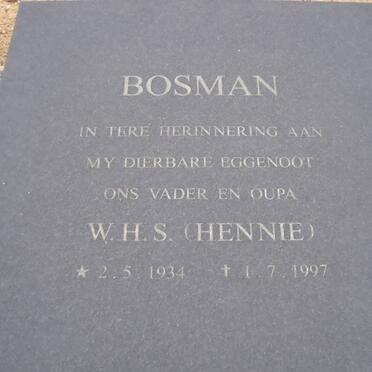 BOSMAN
IN TERE HERINNERING AAN
MY DIERBARE EGGENOOT
ONS VADER EN OUPA
W.H.S. (HENNIE)
★ 2.5.1934 ✝ 1.7.1997